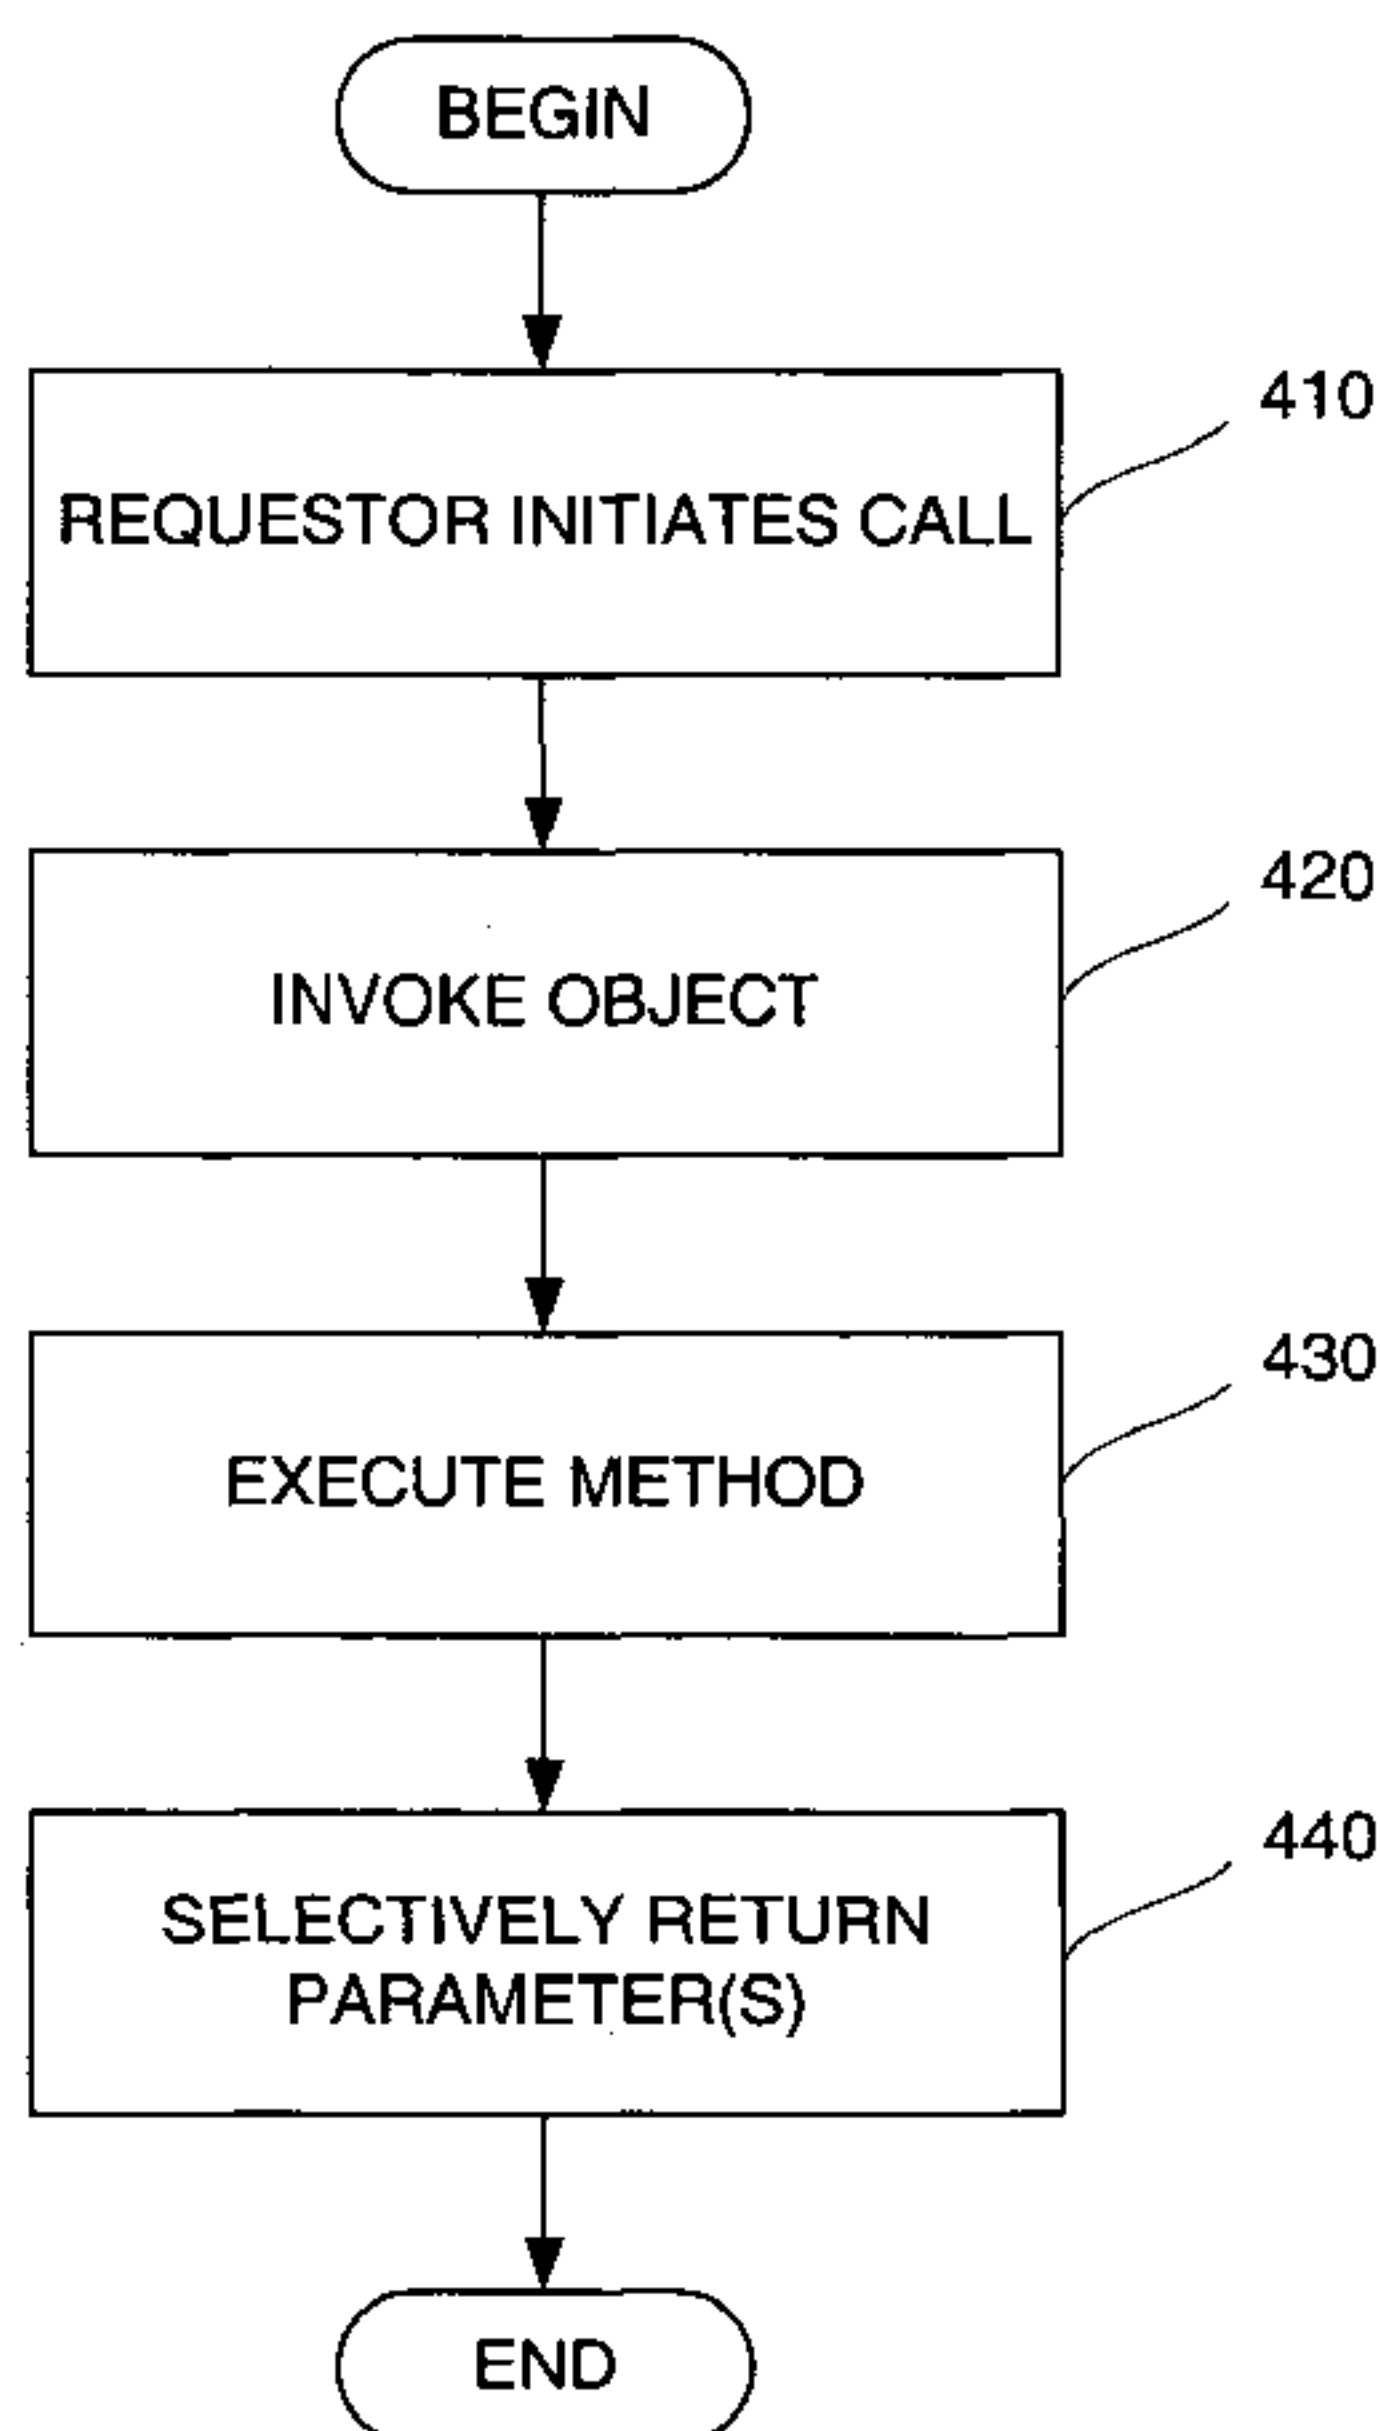 BEGIN
410
REQUESTOR INITIATES CALL
420
INVOKE OBJECT
430
EXECUTE METHOD
440
SELECTIVELY RETURN
PARAMETER(S)
END